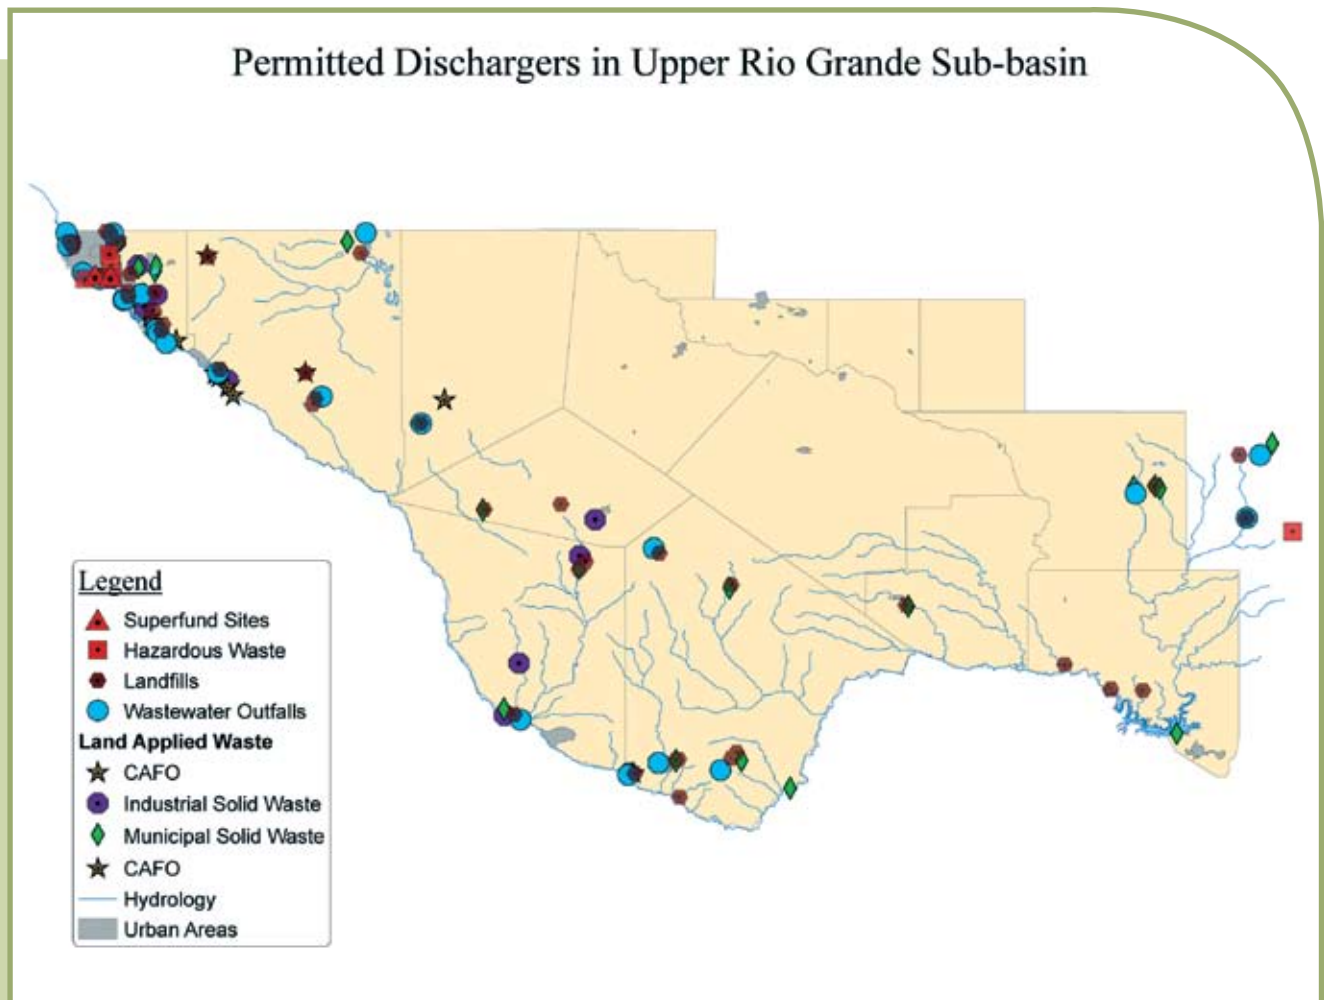 Permitted Dischargers in Upper Rio Grande Sub-basin
Legend
Superfund Sites
Hazardous Waste
Landfills
Wastewater Outfalls
Land Applied Waste
CAFO
Industrial Solid Waste
Municipal Solid Waste
CAFO
Hydrology
Urban Areas